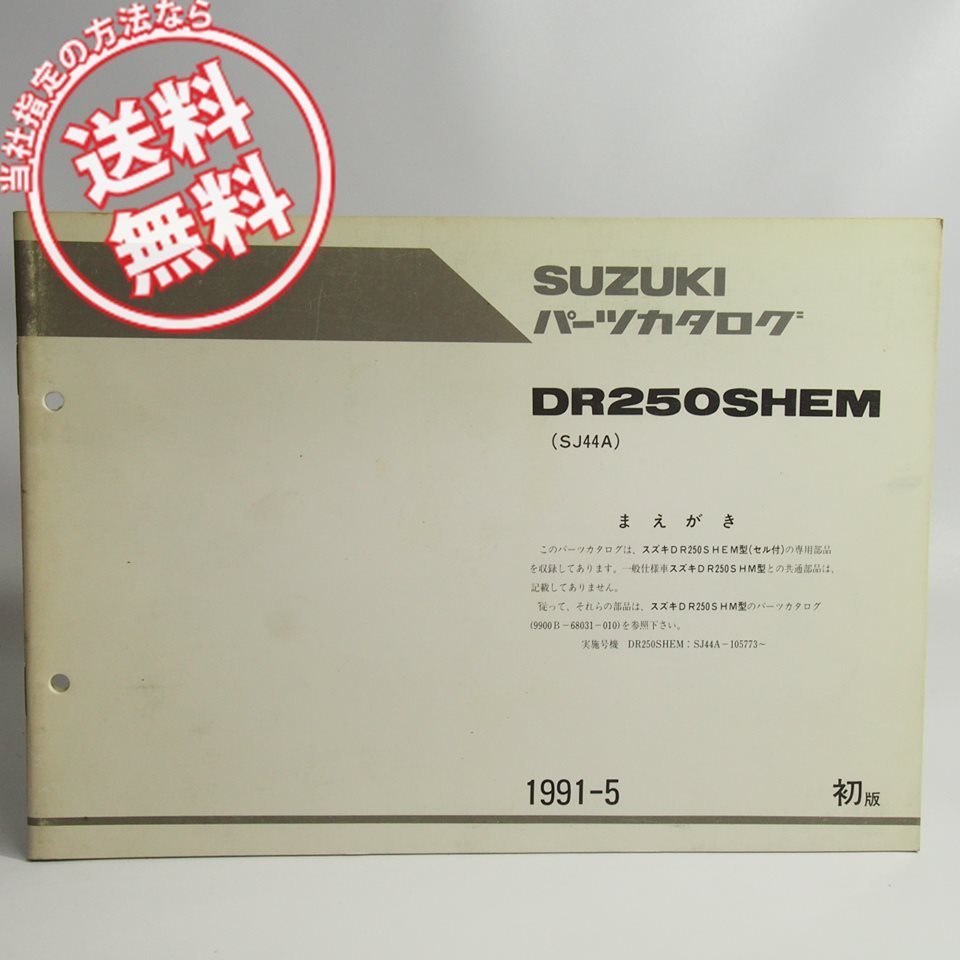 当社指定の方法なら
送料
無料
SUZUKI
パーツカタログ
DR250SHEM
(SJ44A)
まえがき
このパーツカタログは、スズキDR250SHEM型(セル付)の専用部品
を収録してあります。一般仕様車スズキDR250SHM型との共通部品は、
記載してありません。
従って、それらの部品は、スズキDR250SHM型のパーツカタログ
(9900B-68031-010)を参照下さい。
実施号機 DR250SHEM:SJ44A-105773~
1991-5
初版